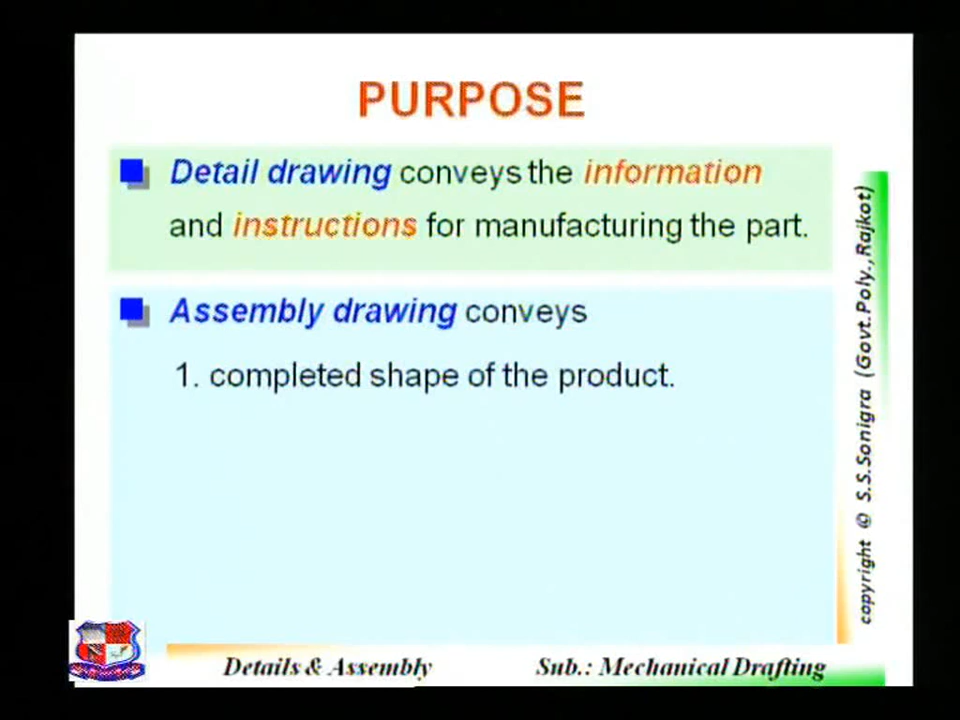 PURPOSE
Detail drawing conveys the information
and instructions for manufacturing the part.
Assembly drawing conveys
1. completed shape of the product.
copyright © S.S.Sonigra (Govt.Poly.,Rajkot)
Details & Assembly
Sub.: Mechanical Drafting